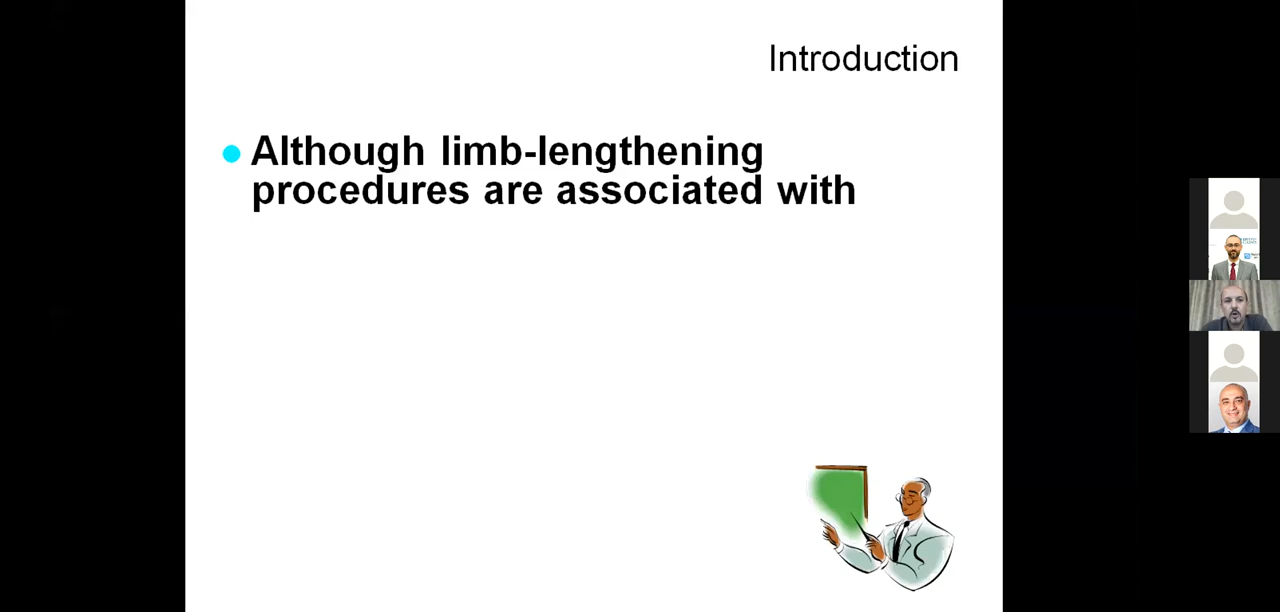 Introduction
Although limb-lengthening
procedures are associated with